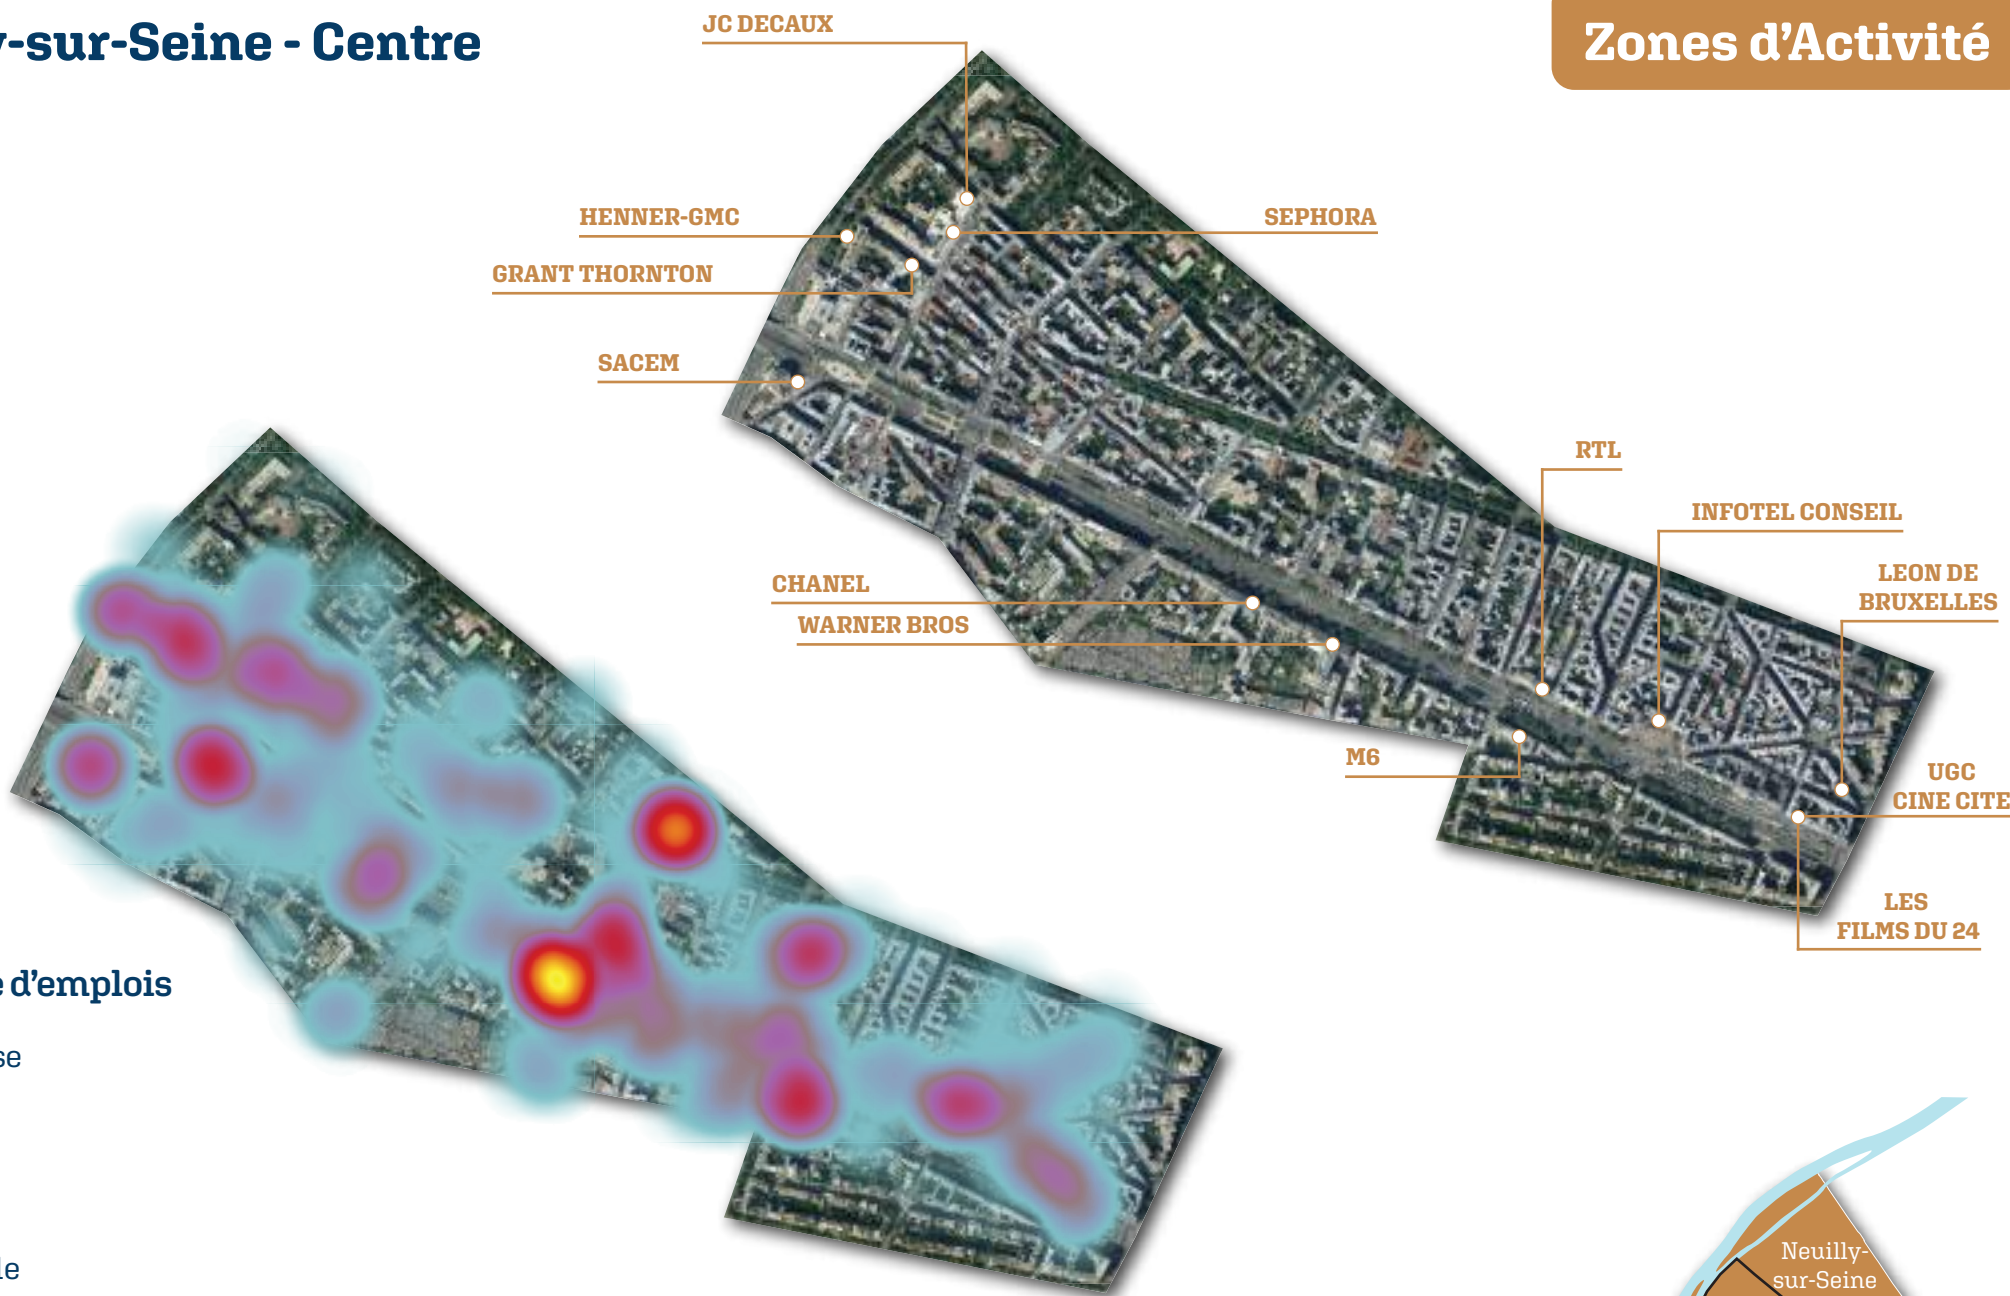 y-sur-Seine - Centre
Zones d’Activité
JC DECAUX
HENNER-GMC
SEPHORA
GRANT THORNTON
SACEM
RTL
INFOTEL CONSEIL
LEON DE
BRUXELLES
CHANEL
WARNER BROS
M6
UGC
CINE CITE
LES
FILMS DU 24
e d’emplois
se
le
Neuilly-
sur-Seine